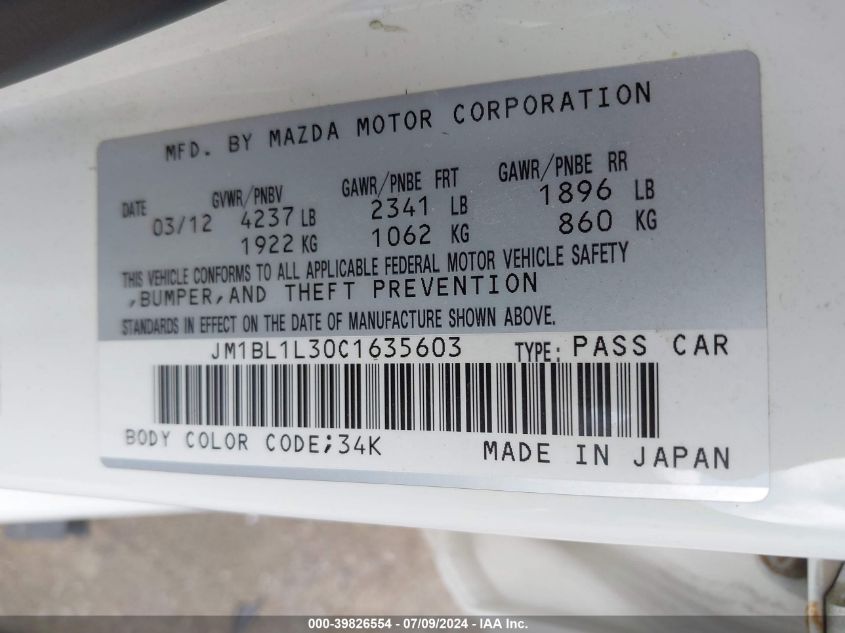 MFD. BY MAZDA MOTOR CORPORATION
DATE GVWR/PNBV GAWR/PNBE FRT GAWR/PNBE RR
03/12 4237 LB 2341 LB 1896 LB
1922 KG 1062 KG 860 KG
THIS VEHICLE CONFORMS TO ALL APPLICABLE FEDERAL MOTOR VEHICLE SAFETY
,BUMPER,AND THEFT PREVENTION
STANDARDS IN EFFECT ON THE DATE OF MANUFACTURE SHOWN ABOVE.
JM1BL1L30C1635603 TYPE: PASS CAR
BODY COLOR CODE;34K MADE IN JAPAN
000-39826554 - 07/09/2024 - IAA Inc.